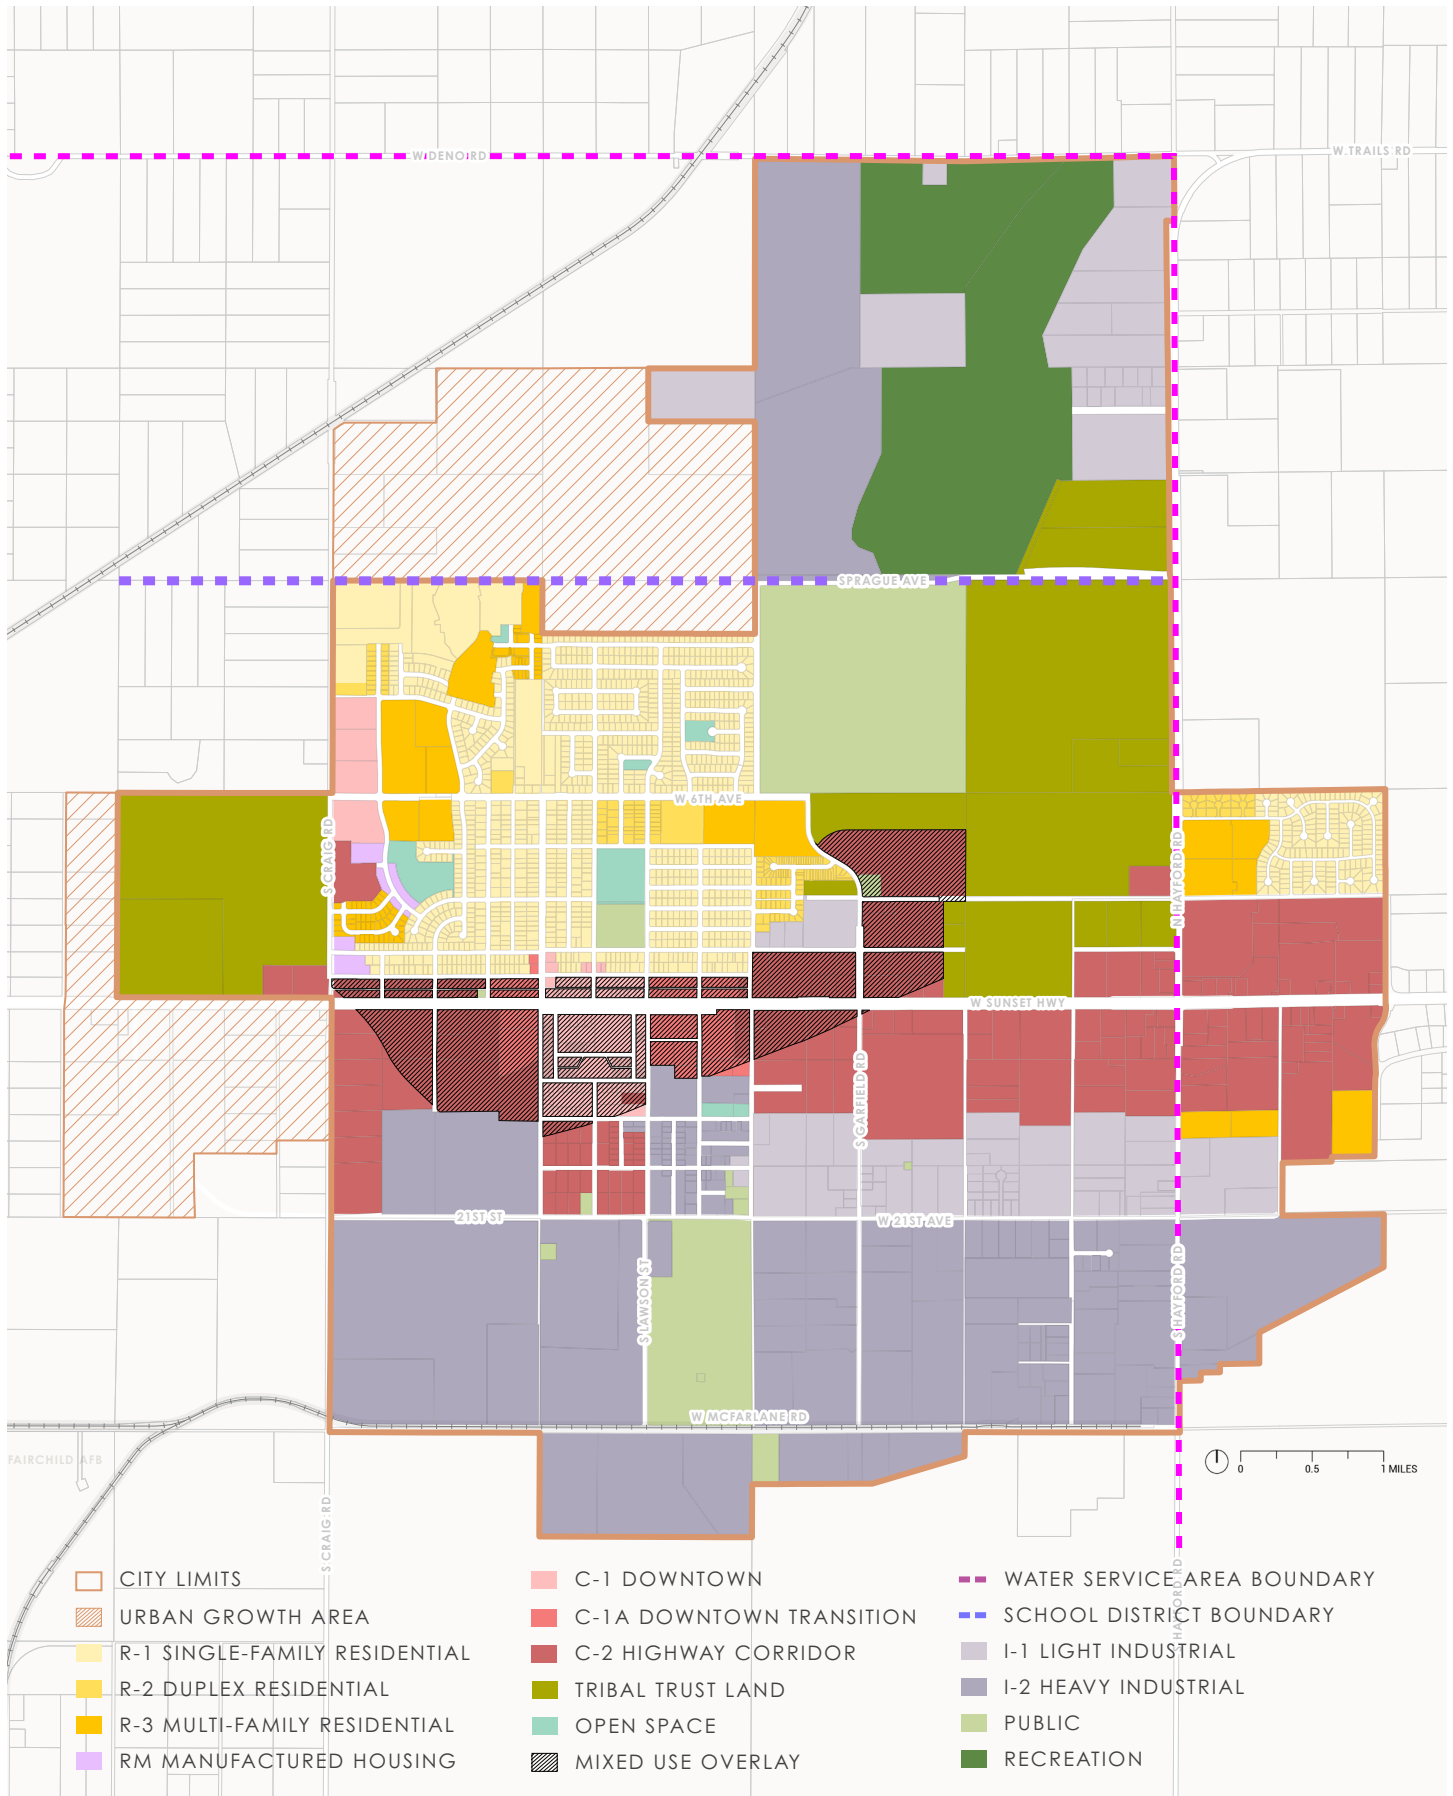 W DENO RD
W TRAILS RD
SPRAGUE AVE
W 6TH AVE
S CRAIG RD
N HAYFORD RD
W SUNSET HWY
S GARFIELD RD
21ST ST
W 21ST AVE
S LAWSON ST
S HAYFORD RD
W MCFARLANE RD
FAIRCHILD AFB
0 0.5 1 MILES
S CRAIG RD
S HAYFORD RD
CITY LIMITS
URBAN GROWTH AREA
R-1 SINGLE-FAMILY RESIDENTIAL
R-2 DUPLEX RESIDENTIAL
R-3 MULTI-FAMILY RESIDENTIAL
RM MANUFACTURED HOUSING
C-1 DOWNTOWN
C-1A DOWNTOWN TRANSITION
C-2 HIGHWAY CORRIDOR
TRIBAL TRUST LAND
OPEN SPACE
MIXED USE OVERLAY
WATER SERVICE AREA BOUNDARY
SCHOOL DISTRICT BOUNDARY
I-1 LIGHT INDUSTRIAL
I-2 HEAVY INDUSTRIAL
PUBLIC
RECREATION